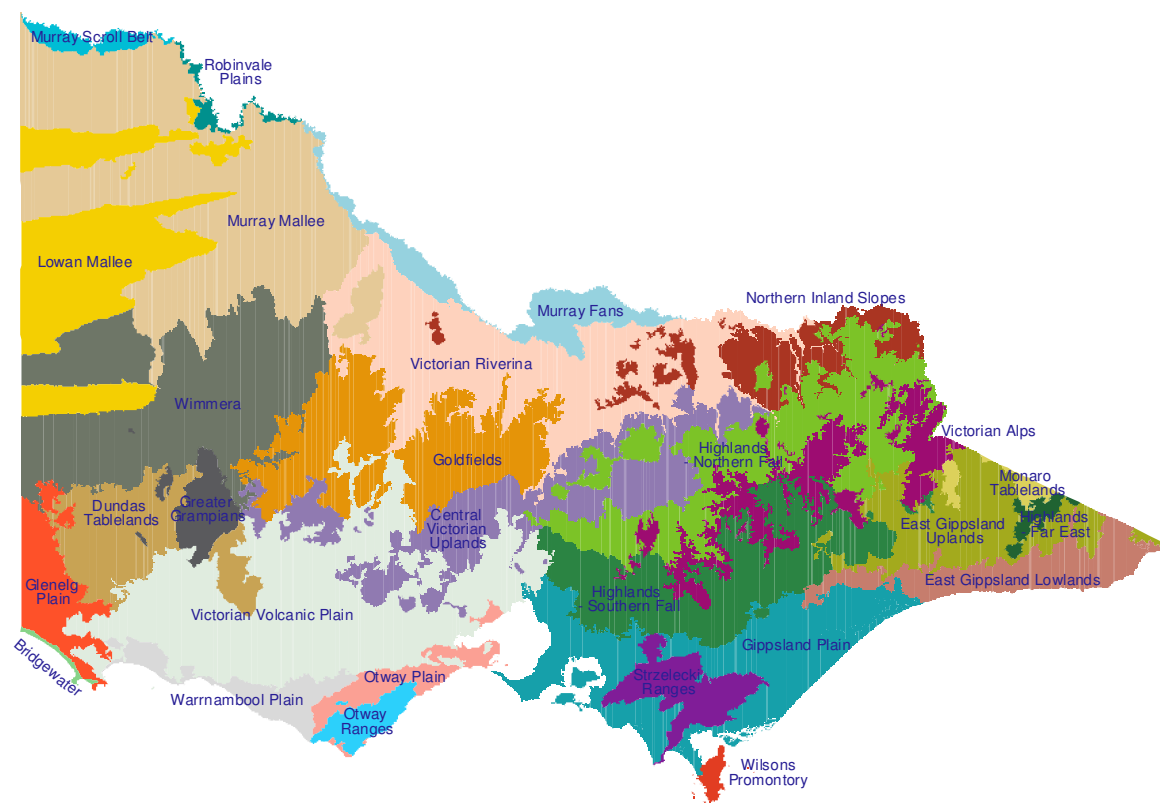 Murray Scroll Belt
Robinvale
Plains
Murray Mallee
Lowan Mallee
Northern Inland Slopes
Murray Fans
Victorian Riverina
Wimmera
Victorian Alps
Highlands
- Northern Fall
Goldfields
Monaro
Tablelands
Dundas
Tablelands
Greater
Grampians
Central
Victorian
Uplands
East Gippsland
Uplands
Highlands
Far East
East Gippsland Lowlands
Glenelg
Plain
Highlands
- Southern Fall
Victorian Volcanic Plain
Gippsland Plain
Bridgewater
Otway Plain
Strzelecki
Ranges
Warrnambool Plain
Otway
Ranges
Wilsons
Promontory